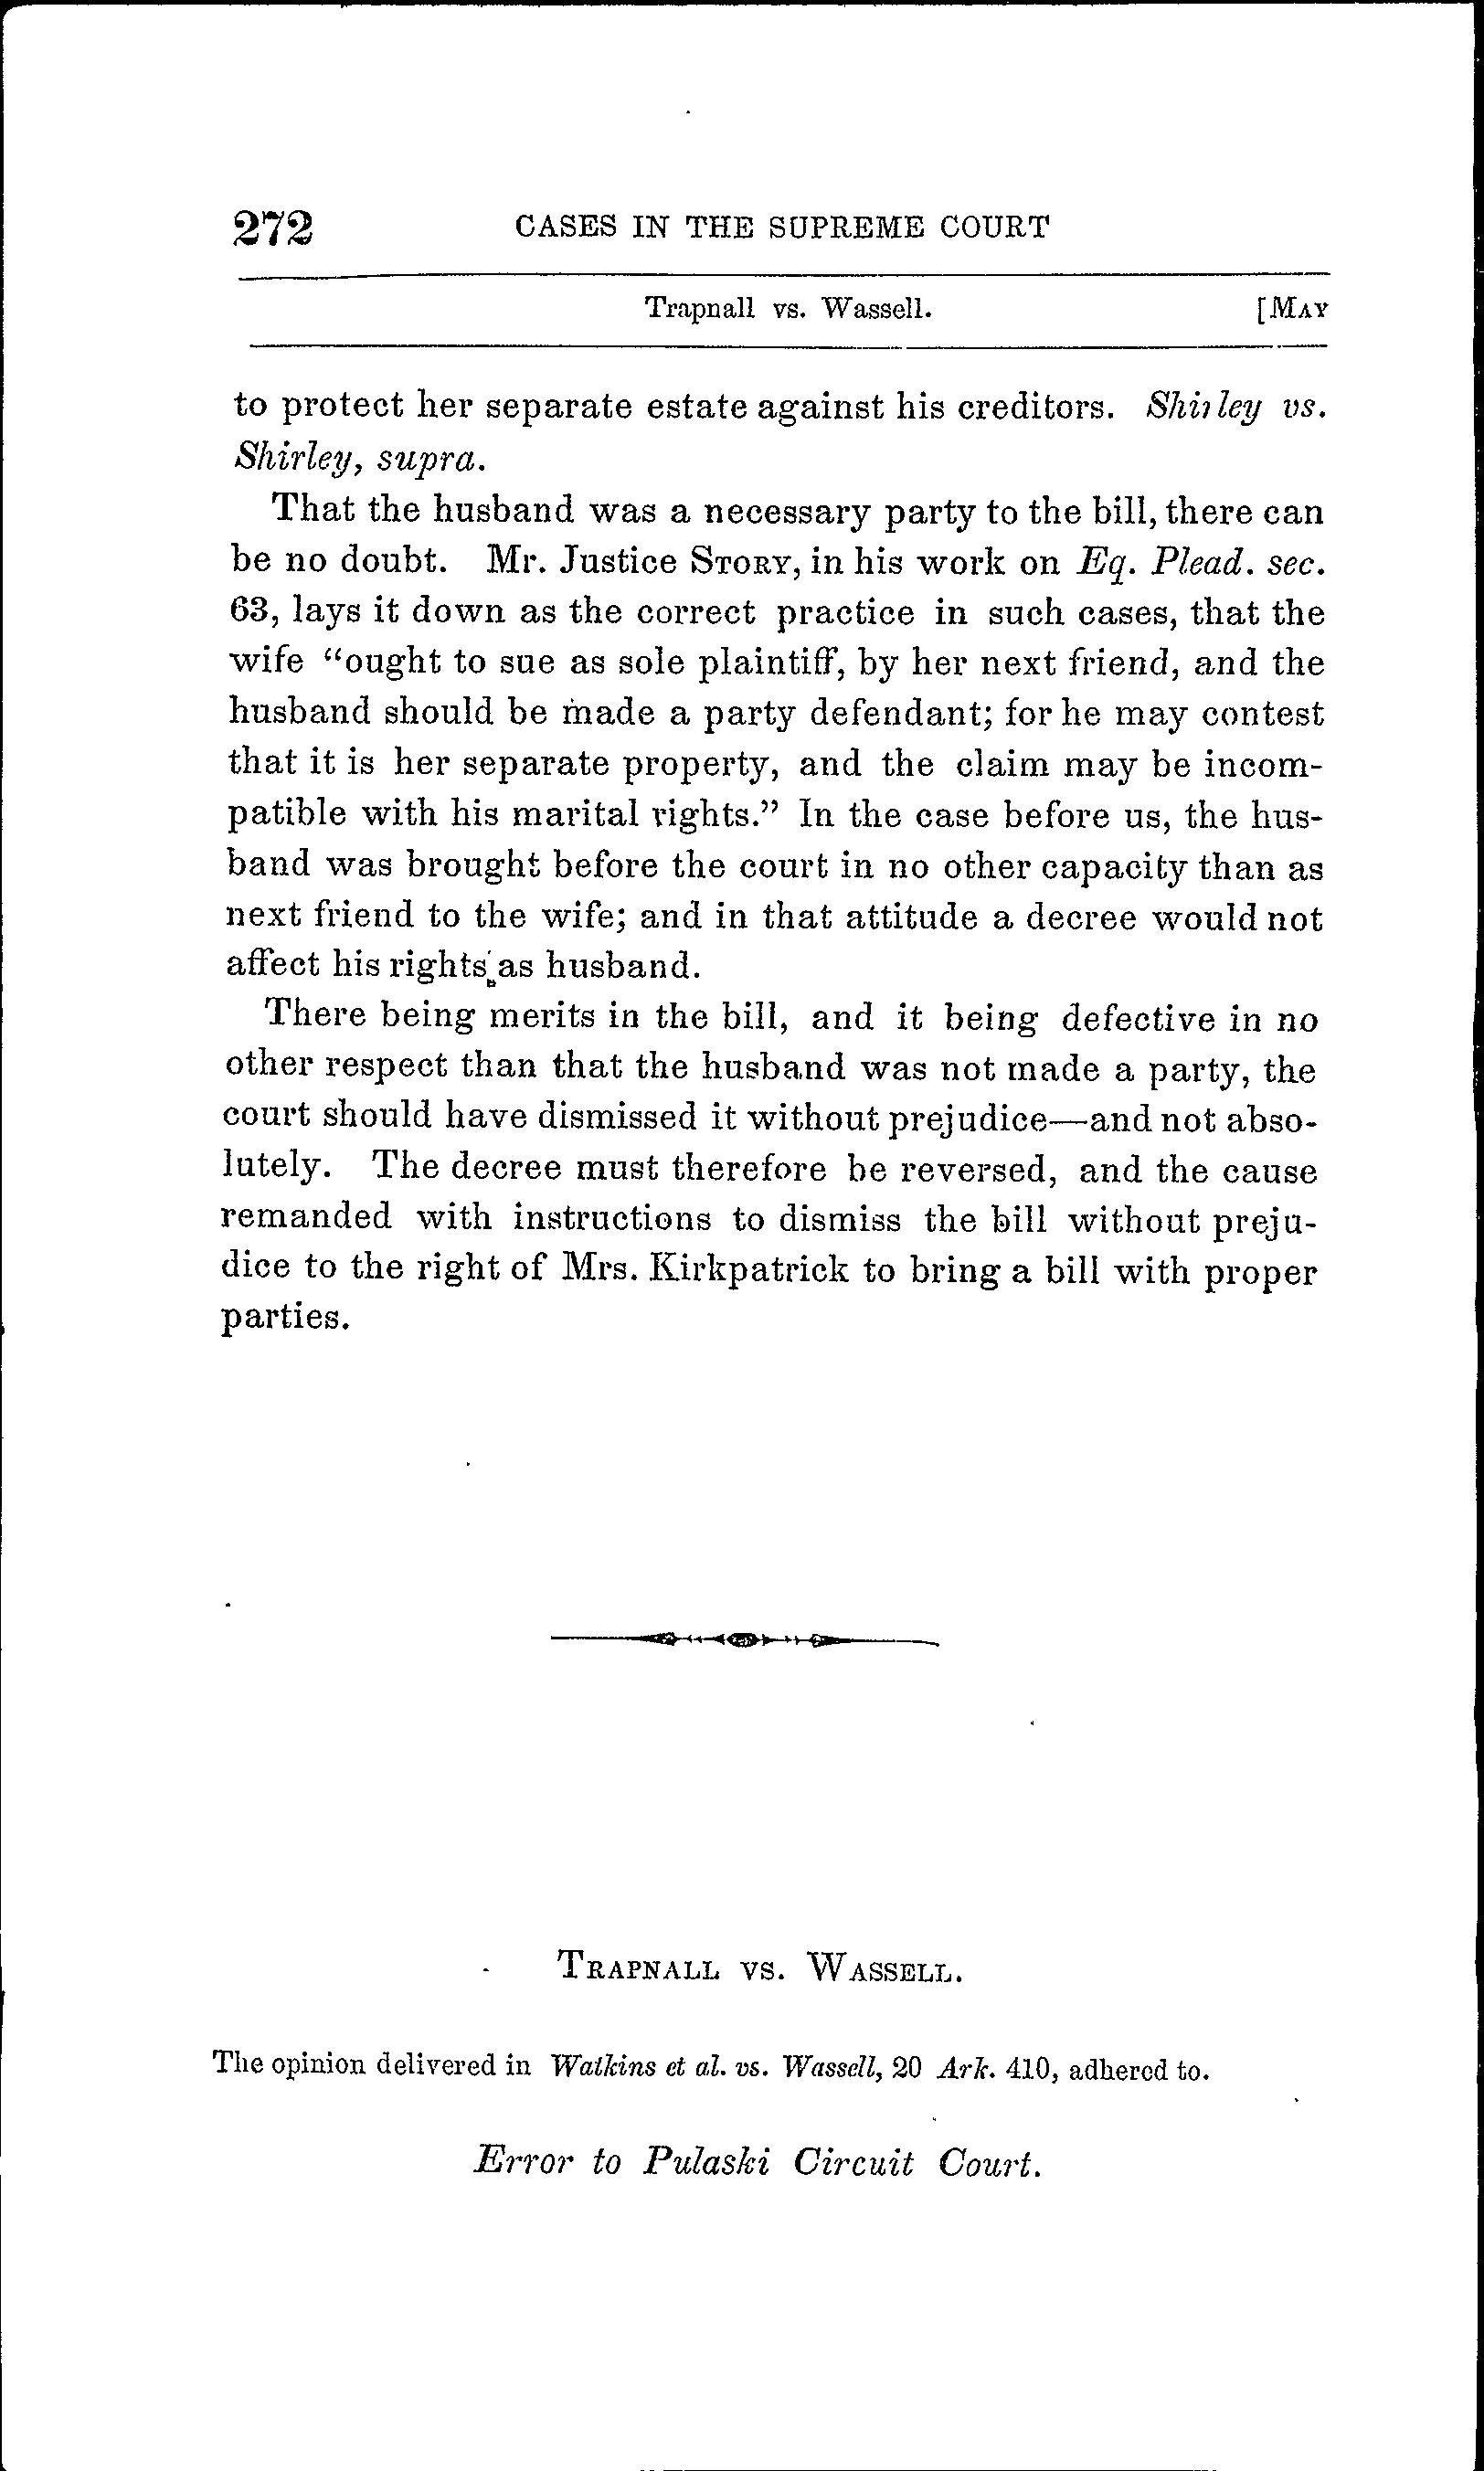 272 CASES IN THE SUPREME COURT
Trapnall vs. Wassell. [MAY
to protect her separate estate against his creditors. Shirley vs.
Shirley, supra.
That the husband was a necessary party to the bill, there can
be no doubt. Mr. Justice STORY, in his work on Eq. Plead. sec.
63, lays it down as the correct practice in such cases, that the
wife "ought to sue as sole plaintiff, by her next friend, and the
husband should be made a party defendant; for he may contest
that it is her separate property, and the claim may be incom-
patible with his marital rights." In the case before us, the hus-
band was brought before the court in no other capacity than as
next friend to the wife; and in that attitude a decree would not
affect his rights as husband.
There being merits in the bill, and it being defective in no
other respect than that the husband was not made a party, the
court should have dismissed it without prejudice—and not abso-
lutely. The decree must therefore be reversed, and the cause
remanded with instructions to dismiss the bill without preju-
dice to the right of Mrs. Kirkpatrick to bring a bill with proper
parties.
TRAPNALL VS. WASSELL.
The opinion delivered in Watkins et al. vs. Wassell, 20 Ark. 410, adhered to.
Error to Pulaski Circuit Court.